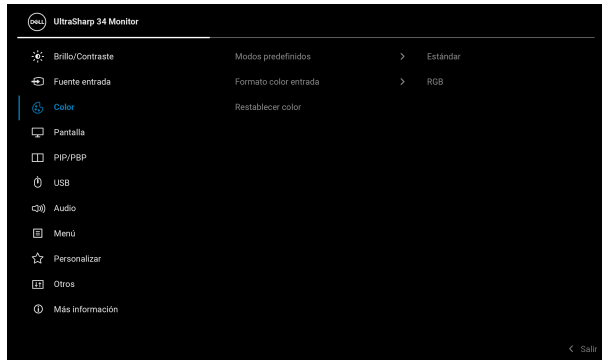 DELL UltraSharp 34 Monitor
Brillo/Contraste Modos predefinidos > Estándar
Fuente entrada Formato color entrada > RGB
Color Restablecer color
Pantalla
PIP/PBP
USB
Audio
Menú
Personalizar
Otros
Más información
< Salir